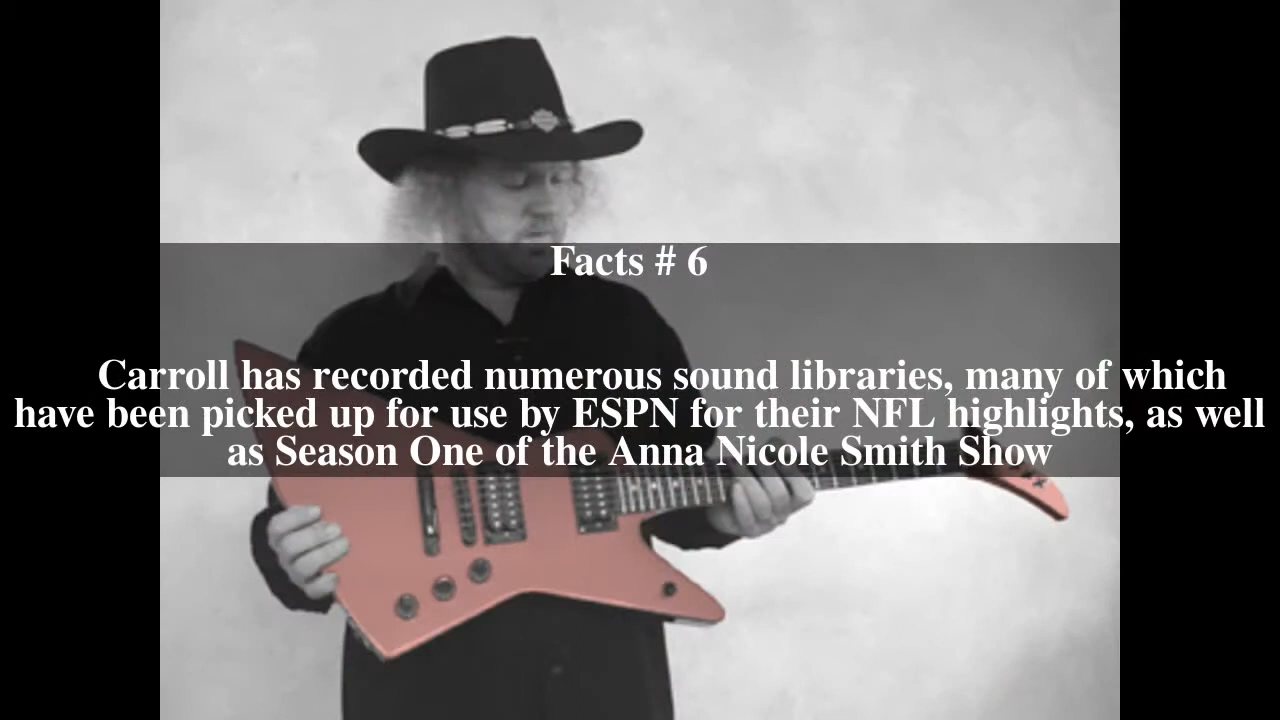 Facts # 6
Carroll has recorded numerous sound libraries, many of which
have been picked up for use by ESPN for their NFL highlights, as well
as Season One of the Anna Nicole Smith Show